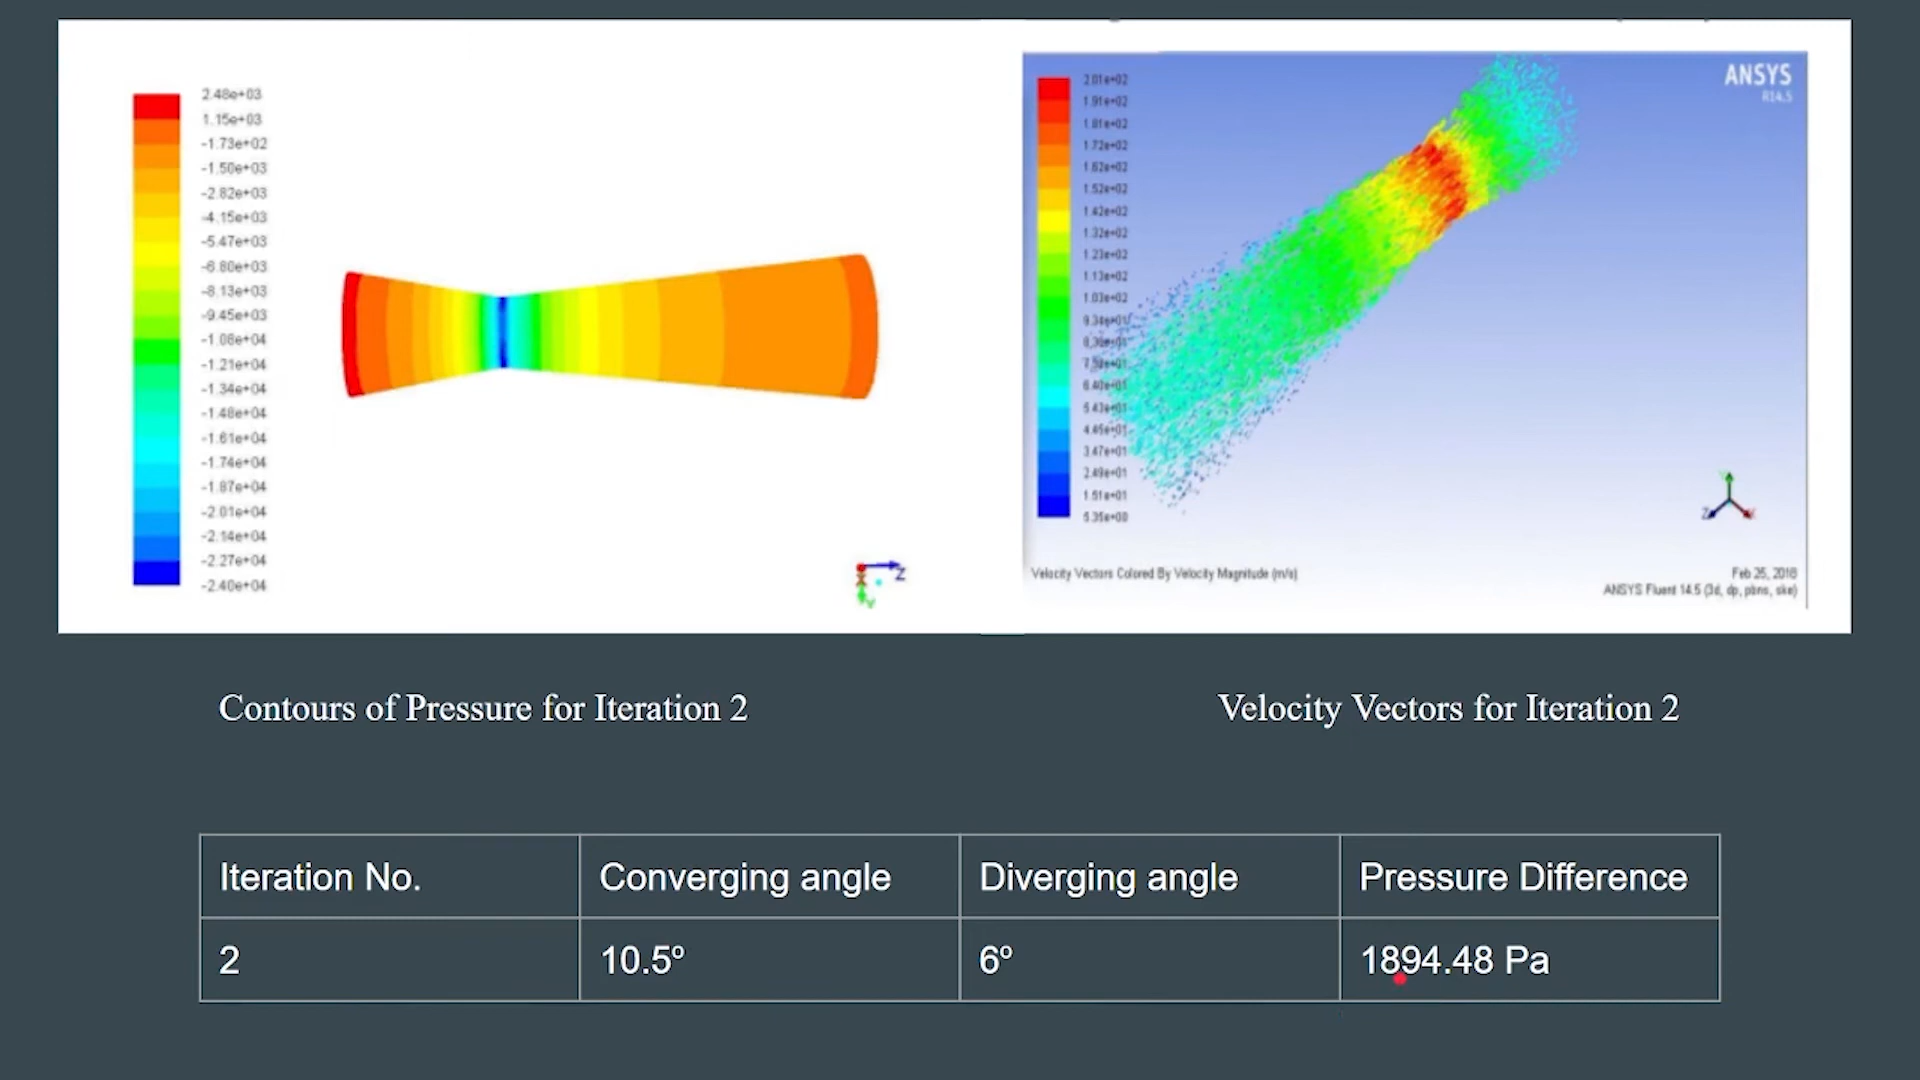 2.48e+03
1.15e+03
-1.73e+02
-1.50e+03
-2.82e+03
-4.15e+03
-5.47e+03
-6.80e+03
-8.13e+03
-9.45e+03
-1.08e+04
-1.21e+04
-1.34e+04
-1.48e+04
-1.61e+04
-1.74e+04
-1.87e+04
-2.01e+04
-2.14e+04
-2.27e+04
-2.40e+04
Z
X
Y
ANSYS
R14.5
2.01e+02
1.91e+02
1.81e+02
1.72e+02
1.62e+02
1.52e+02
1.42e+02
1.32e+02
1.23e+02
1.13e+02
1.03e+02
9.34e+01
8.36e+01
6.40e+01
5.43e+01
4.45e+01
3.47e+01
2.49e+01
1.51e+01
5.35e+00
Y
Z
X
Velocity Vectors Colored By Velocity Magnitude (m/s)
Feb 25, 2018
ANSYS Fluent 14.5 (3d, dp, pbns, ske)
Contours of Pressure for Iteration 2
Velocity Vectors for Iteration 2
Iteration No. Converging angle Diverging angle Pressure Difference
2 10.5º 6º 1894.48 Pa